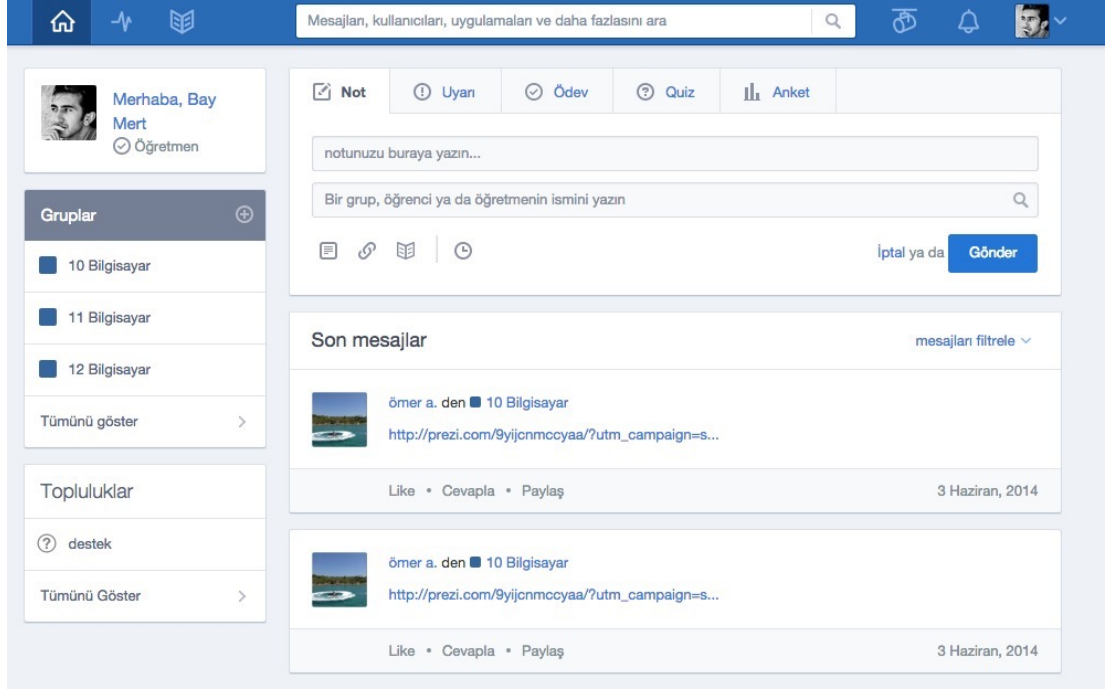 Mesajları, kullanıcıları, uygulamaları ve daha fazlasını ara
Merhaba, Bay
Mert
Öğretmen
Gruplar
10 Bilgisayar
11 Bilgisayar
12 Bilgisayar
Tümünü göster
Topluluklar
destek
Tümünü Göster
Not
Uyarı
Ödev
Quiz
Anket
notunuzu buraya yazın...
Bir grup, öğrenci ya da öğretmenin ismini yazın
İptal ya da Gönder
Son mesajlar
mesajları filtrele
ömer a. den 10 Bilgisayar
http://prezi.com/9yijcnmccyaa/?utm_campaign=s...
Like • Cevapla • Paylaş
3 Haziran, 2014
ömer a. den 10 Bilgisayar
http://prezi.com/9yijcnmccyaa/?utm_campaign=s...
Like • Cevapla • Paylaş
3 Haziran, 2014